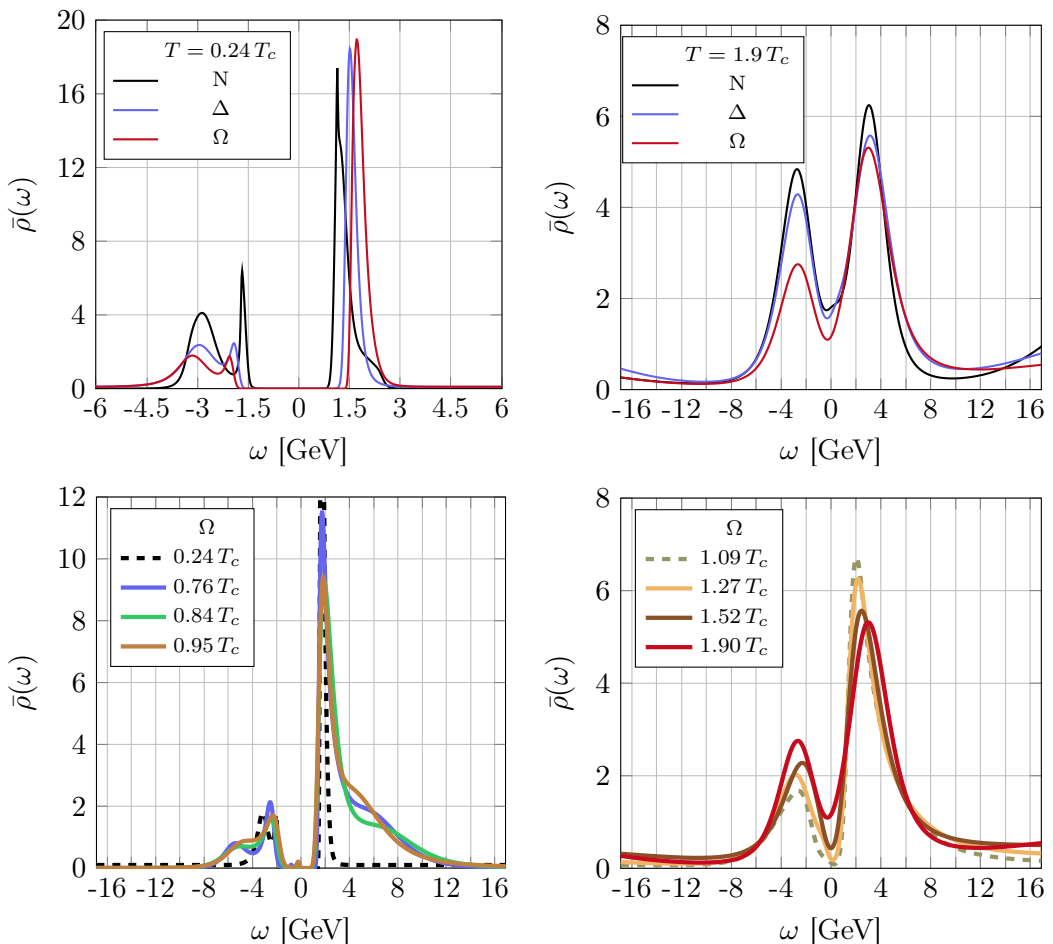 T = 0.24 T_c
N
Δ
Ω
20
16
12
8
4
0
-6 -4.5 -3 -1.5 0 1.5 3 4.5 6
ρ̄(ω)
ω [GeV]
T = 1.9 T_c
N
Δ
Ω
8
6
4
2
0
-16 -12 -8 -4 0 4 8 12 16
ρ̄(ω)
ω [GeV]
Ω
0.24 T_c
0.76 T_c
0.84 T_c
0.95 T_c
12
10
8
6
4
2
0
-16 -12 -8 -4 0 4 8 12 16
ρ̄(ω)
ω [GeV]
Ω
1.09 T_c
1.27 T_c
1.52 T_c
1.90 T_c
8
6
4
2
0
-16 -12 -8 -4 0 4 8 12 16
ρ̄(ω)
ω [GeV]